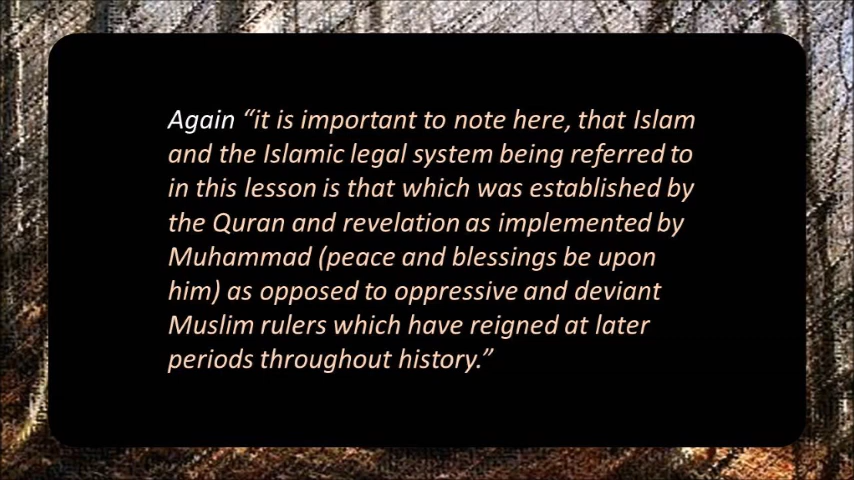 Again “it is important to note here, that Islam
and the Islamic legal system being referred to
in this lesson is that which was established by
the Quran and revelation as implemented by
Muhammad (peace and blessings be upon
him) as opposed to oppressive and deviant
Muslim rulers which have reigned at later
periods throughout history.”